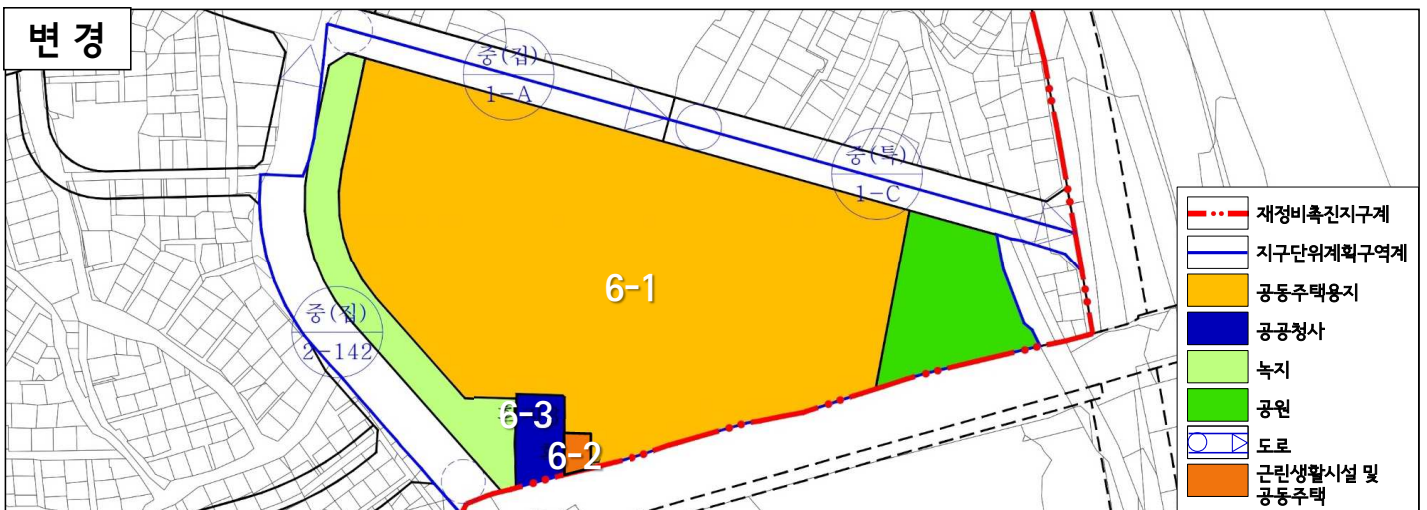 변 경
중(집)
1-A
중(특)
1-C
재정비촉진지구계
지구단위계획구역계
6-1
공동주택용지
중(집)
2-142
공공청사
녹지
6-3
공원
6-2
도로
근린생활시설 및
공동주택